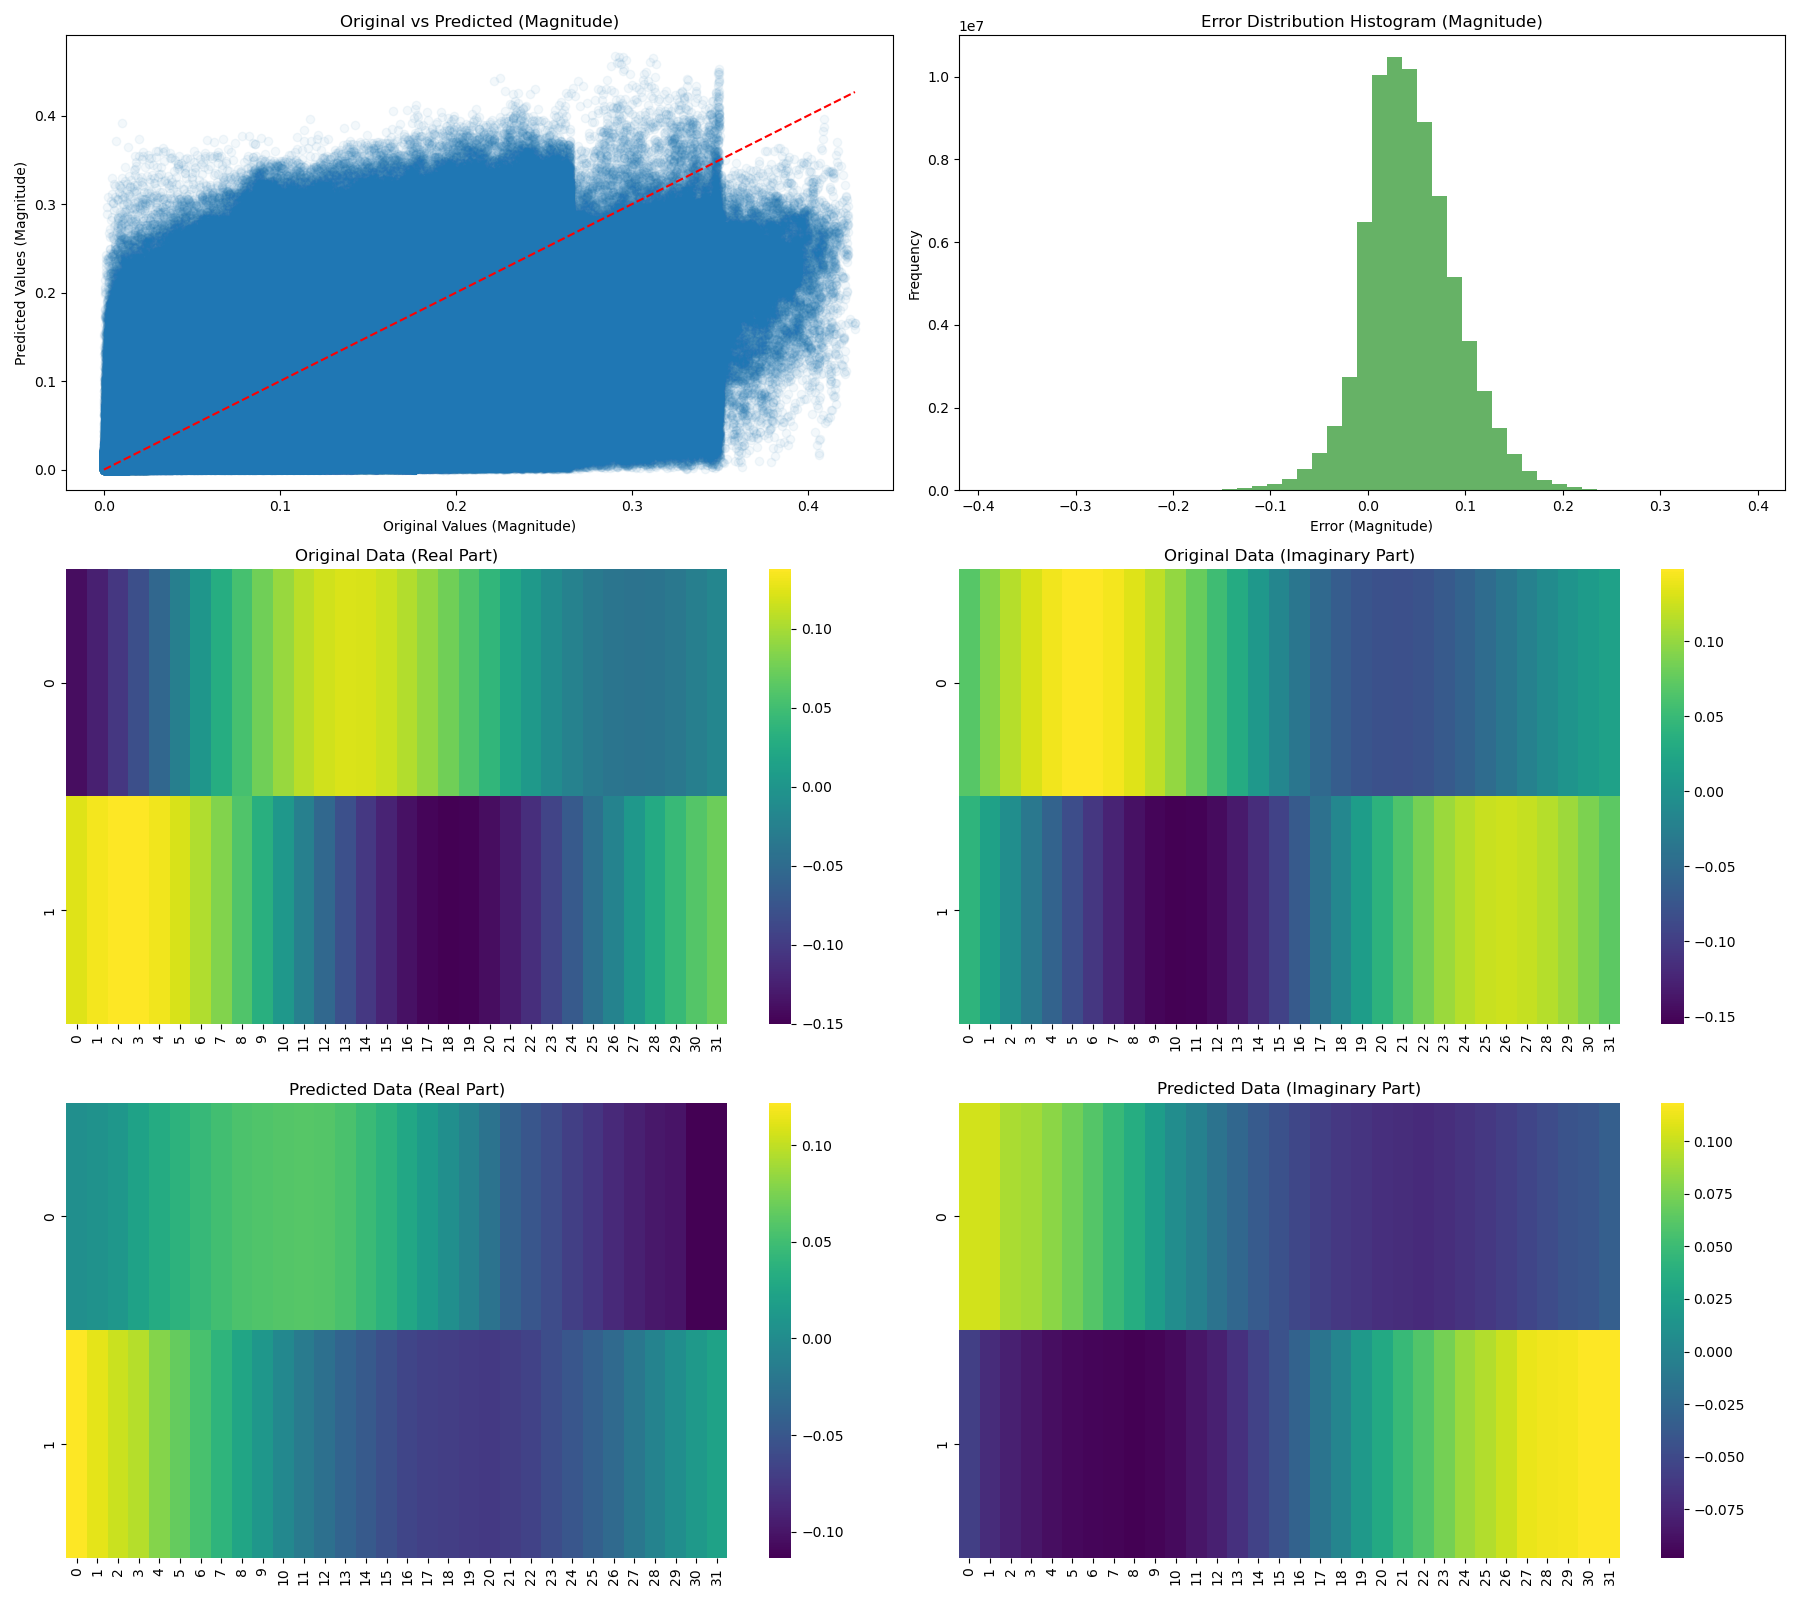 Original vs Predicted (Magnitude)
Predicted Values (Magnitude)
0.4
0.3
0.2
0.1
0.0
0.0 0.1 0.2 0.3 0.4
Original Values (Magnitude)
Error Distribution Histogram (Magnitude)
1e7
Frequency
1.0
0.8
0.6
0.4
0.2
0.0
−0.4 −0.3 −0.2 −0.1 0.0 0.1 0.2 0.3 0.4
Error (Magnitude)
Original Data (Real Part)
0
1
0 1 2 3 4 5 6 7 8 9 10 11 12 13 14 15 16 17 18 19 20 21 22 23 24 25 26 27 28 29 30 31
0.10
0.05
0.00
−0.05
−0.10
−0.15
Original Data (Imaginary Part)
0
1
0 1 2 3 4 5 6 7 8 9 10 11 12 13 14 15 16 17 18 19 20 21 22 23 24 25 26 27 28 29 30 31
0.10
0.05
0.00
−0.05
−0.10
−0.15
Predicted Data (Real Part)
0
1
0 1 2 3 4 5 6 7 8 9 10 11 12 13 14 15 16 17 18 19 20 21 22 23 24 25 26 27 28 29 30 31
0.10
0.05
0.00
−0.05
−0.10
Predicted Data (Imaginary Part)
0
1
0 1 2 3 4 5 6 7 8 9 10 11 12 13 14 15 16 17 18 19 20 21 22 23 24 25 26 27 28 29 30 31
0.100
0.075
0.050
0.025
0.000
−0.025
−0.050
−0.075